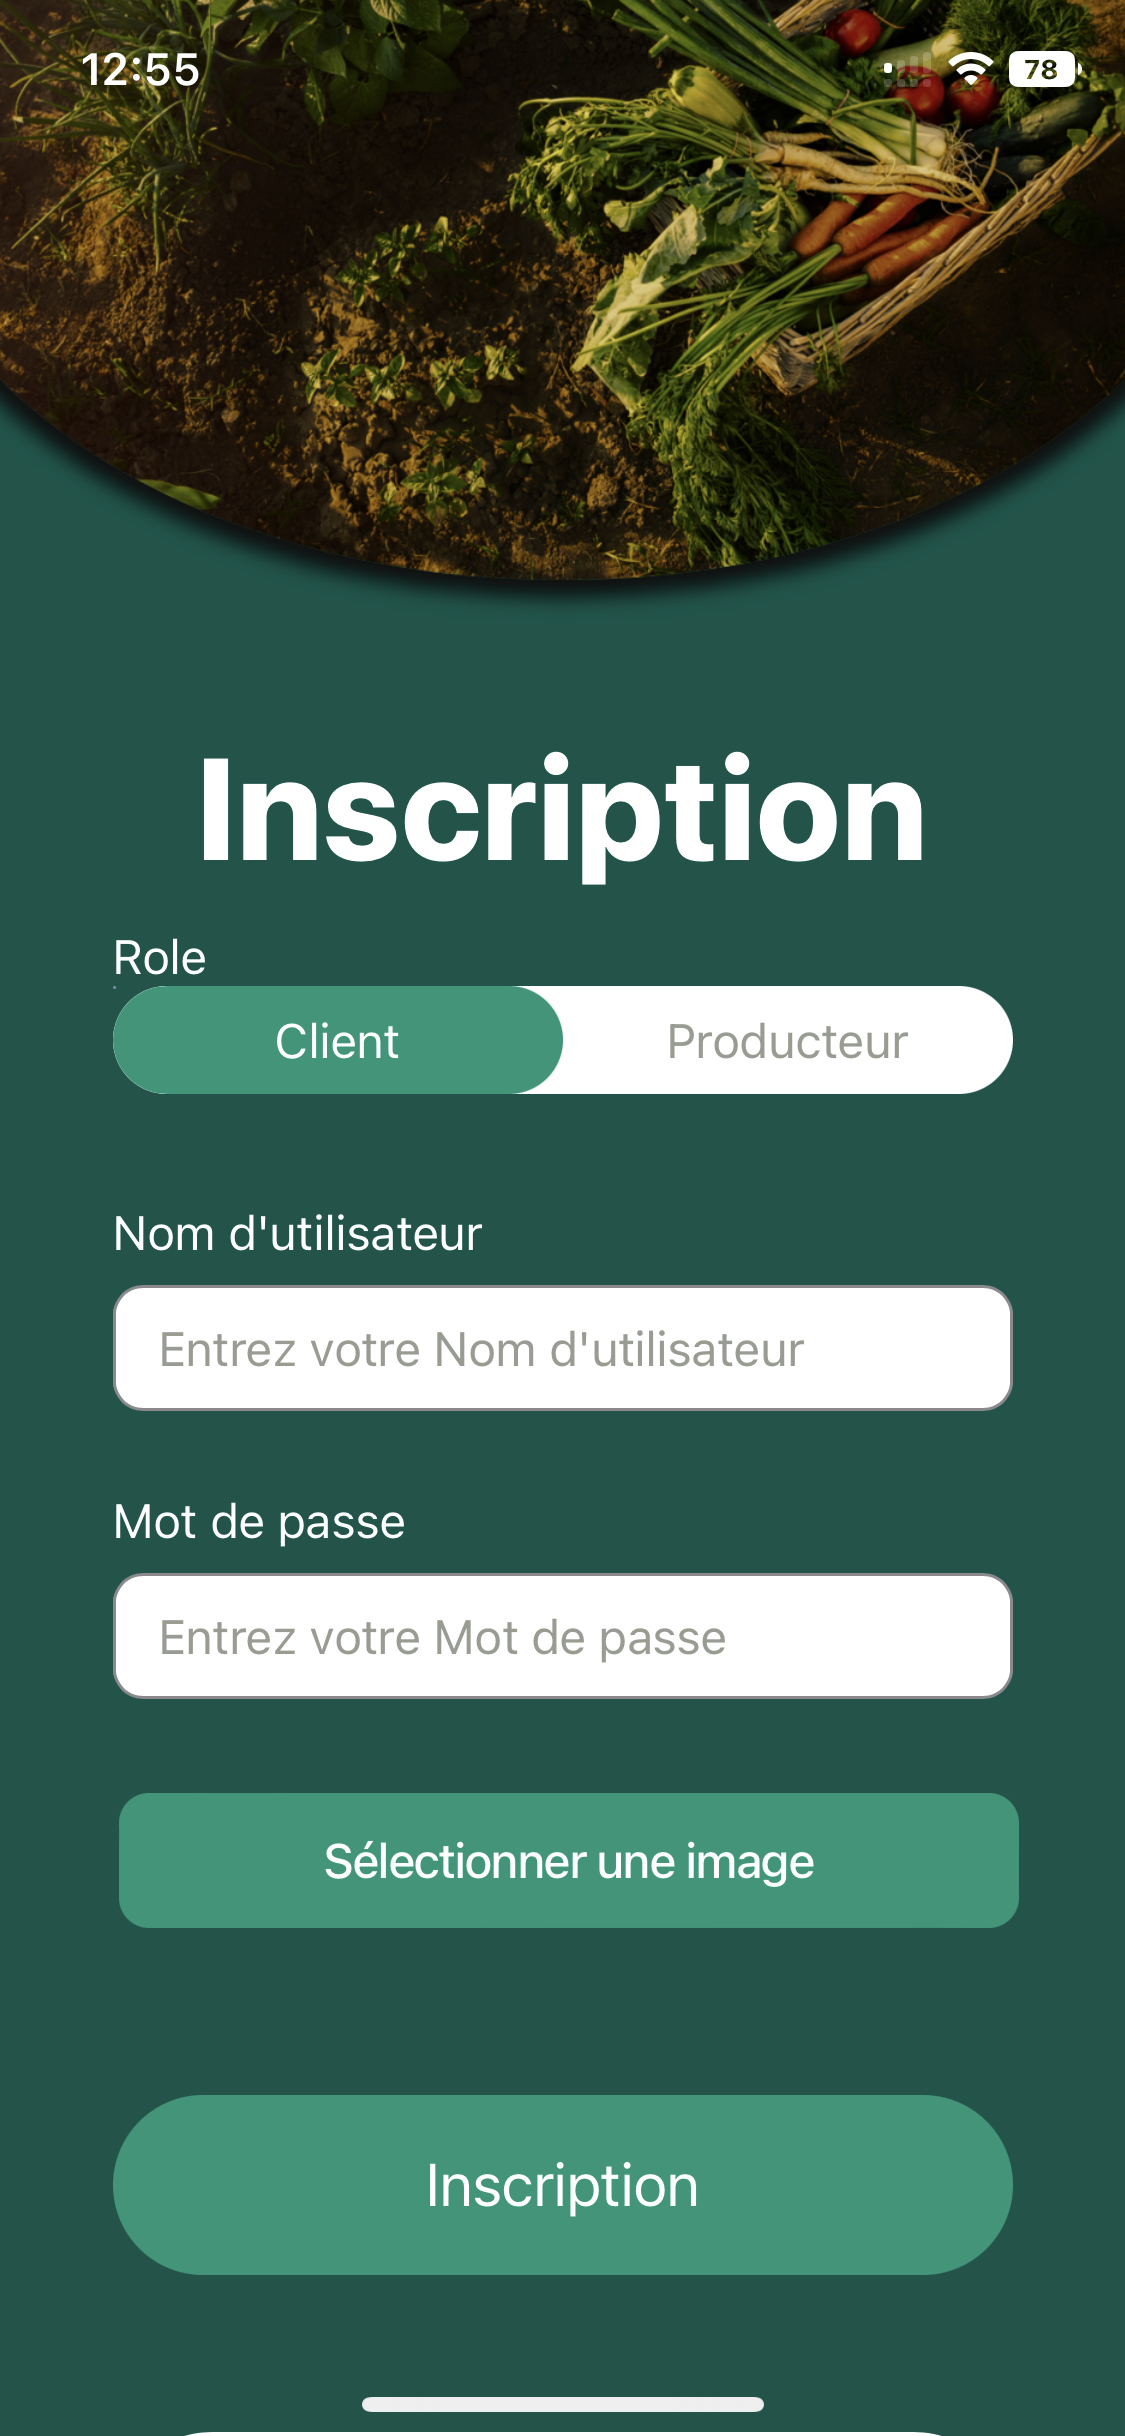 12:55
78
Inscription
Role
Client
Producteur
Nom d'utilisateur
Entrez votre Nom d'utilisateur
Mot de passe
Entrez votre Mot de passe
Sélectionner une image
Inscription